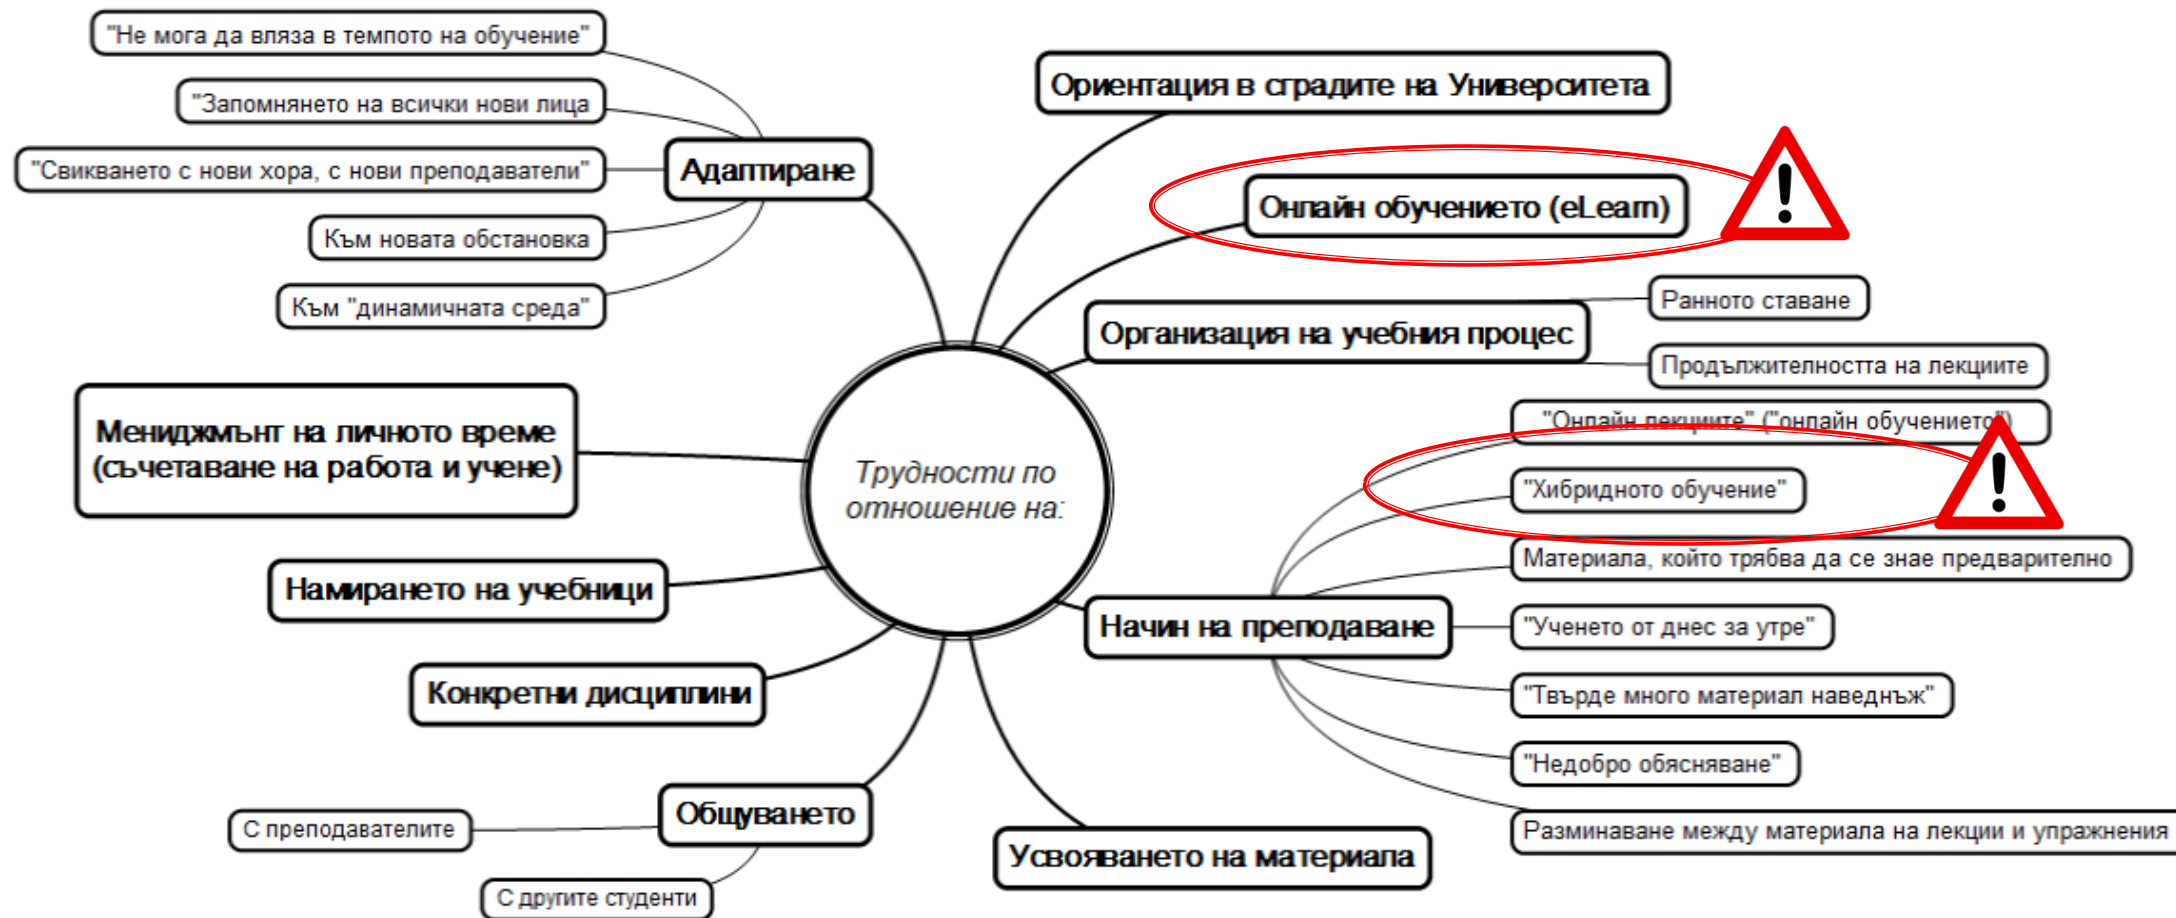 "Не мога да вляза в темпото на обучение"
"Запомнянето на всички нови лица
"Свикването с нови хора, с нови преподаватели"
Към новата обстановка
Към "динамичната среда"
Адаптиране
Мениджмънт на личното време
(съчетаване на работа и учене)
Намирането на учебници
Конкретни дисциплини
Общуването
С преподавателите
С другите студенти
Трудности по
отношение на:
Ориентация в сградите на Университета
Онлайн обучението (eLearn)
Организация на учебния процес
Ранното ставане
Продължителността на лекциите
Начин на преподаване
"Онлайн лекциите" ("онлайн обучението")
"Хибридното обучение"
Материала, който трябва да се знае предварително
"Ученето от днес за утре"
"Твърде много материал наведнъж"
"Недобро обясняване"
Разминаване между материала на лекции и упражнения
Усвояването на материала